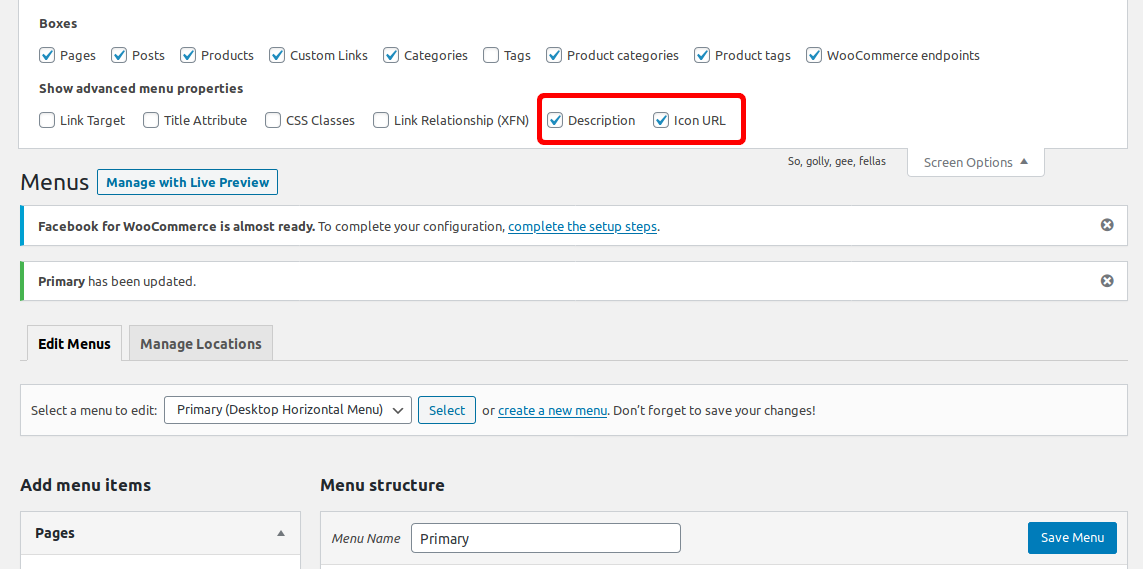 Boxes
Pages Posts Products Custom Links Categories Tags Product categories Product tags WooCommerce endpoints
Show advanced menu properties
Link Target Title Attribute CSS Classes Link Relationship (XFN) Description Icon URL
So, golly, gee, fellas Screen Options
Menus Manage with Live Preview
Facebook for WooCommerce is almost ready. To complete your configuration, complete the setup steps.
Primary has been updated.
Edit Menus Manage Locations
Select a menu to edit: Primary (Desktop Horizontal Menu) Select or create a new menu. Don’t forget to save your changes!
Add menu items Menu structure
Pages Menu Name Primary Save Menu